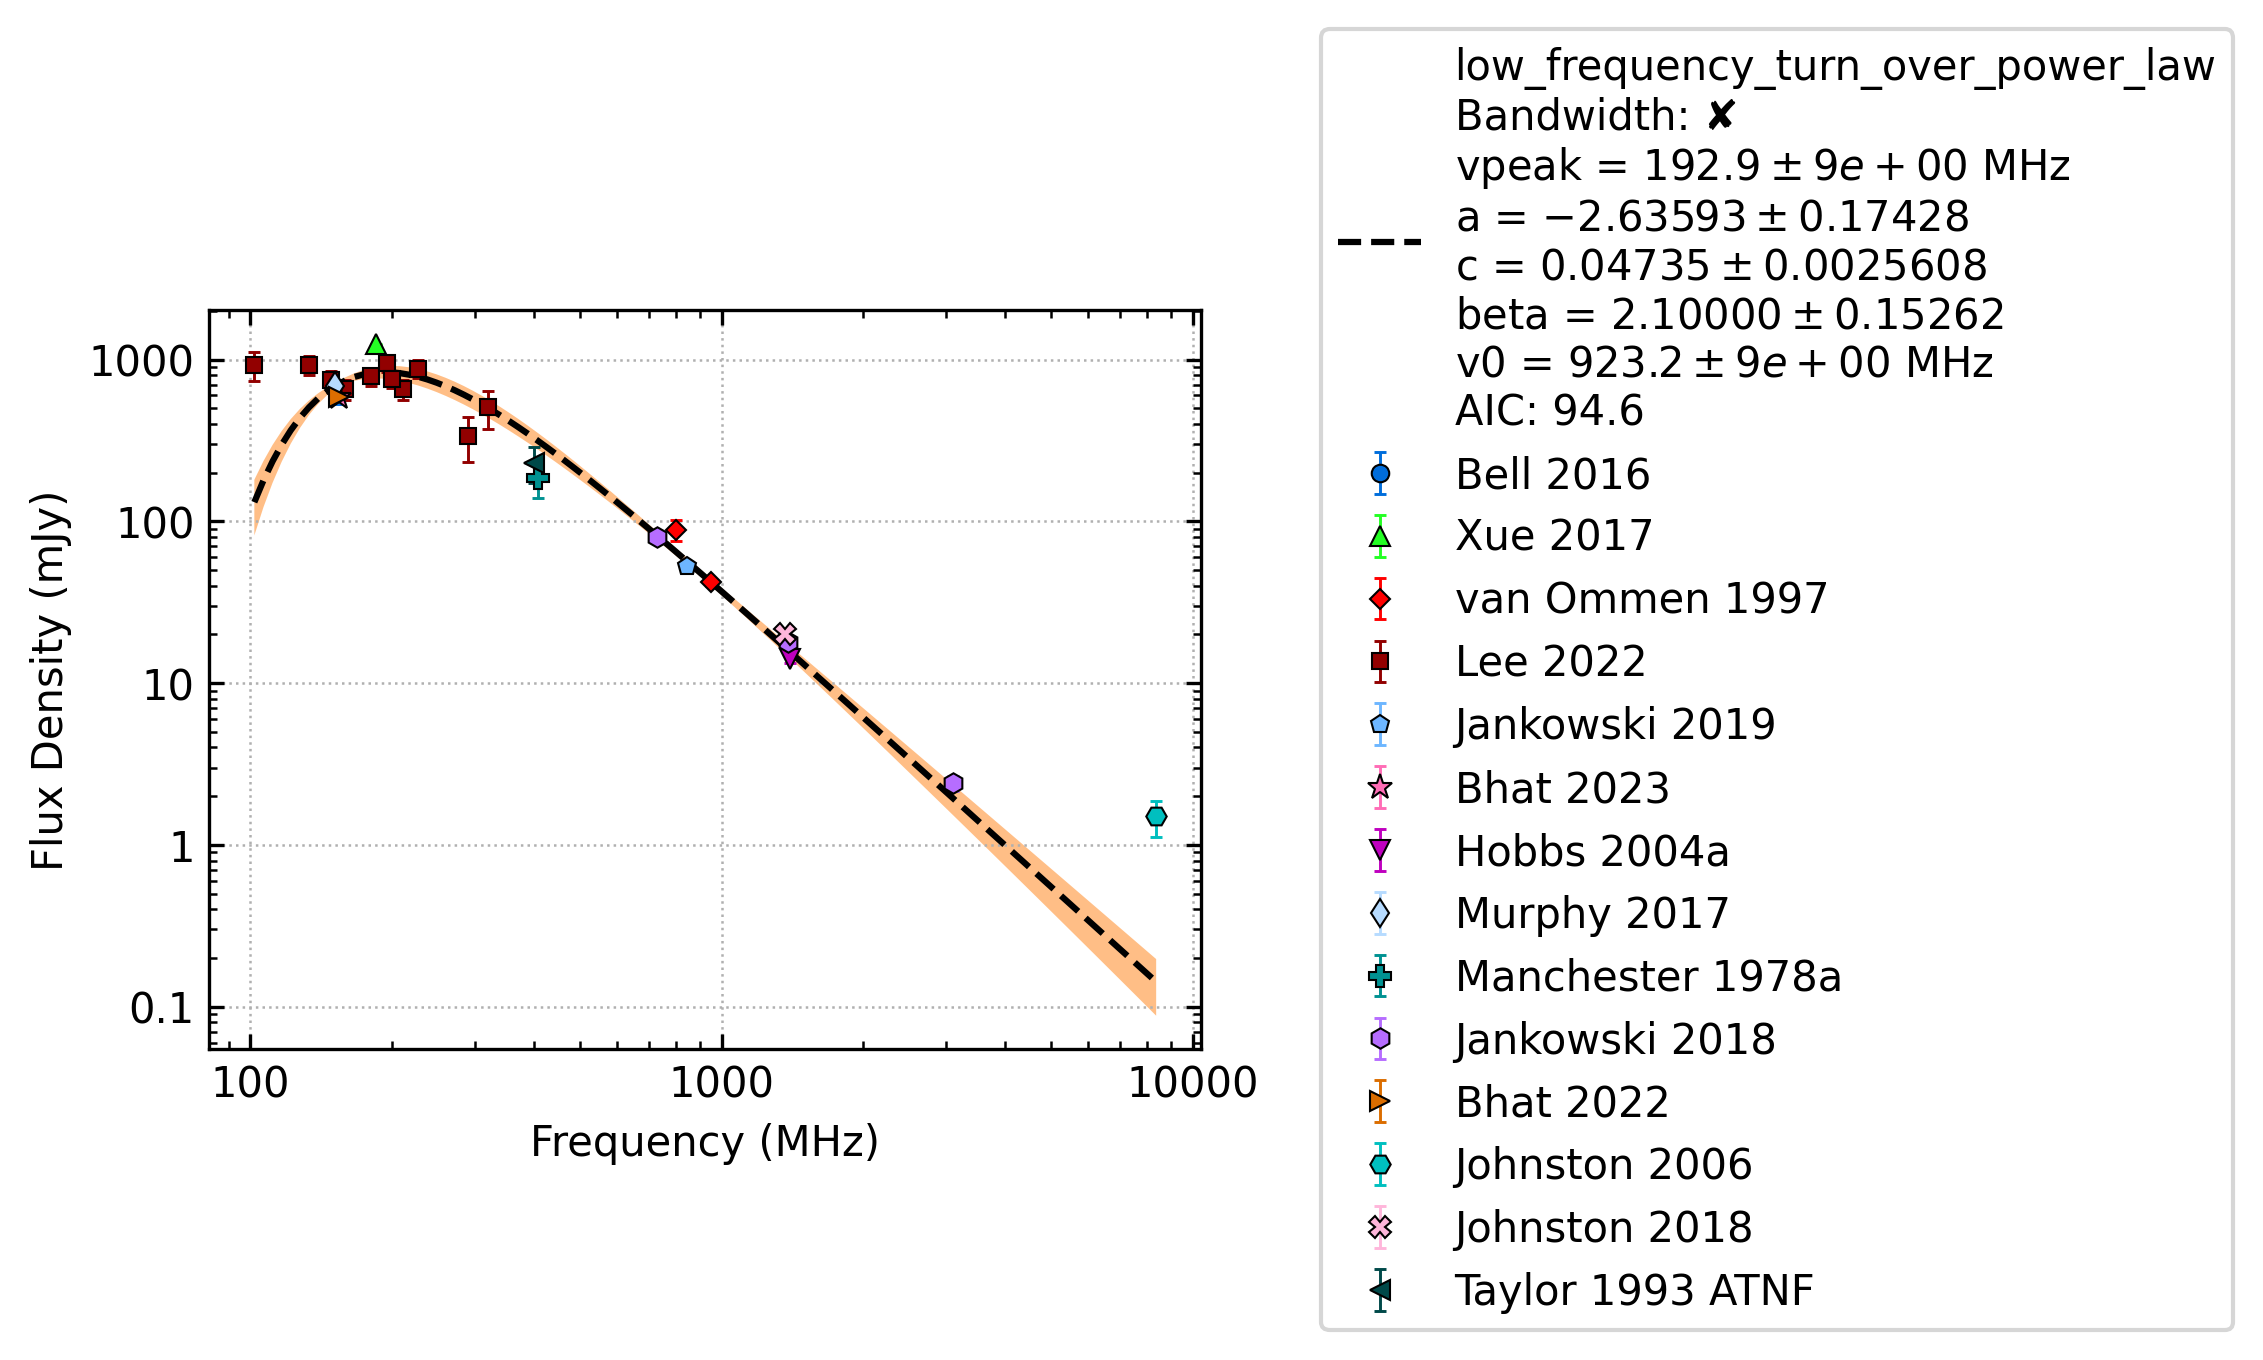 low_frequency_turn_over_power_law
Bandwidth: ✘
vpeak = 192.9 ± 9e + 00 MHz
a = −2.63593 ± 0.17428
c = 0.04735 ± 0.0025608
beta = 2.10000 ± 0.15262
v0 = 923.2 ± 9e + 00 MHz
AIC: 94.6
Bell 2016
Xue 2017
van Ommen 1997
Lee 2022
Jankowski 2019
Bhat 2023
Hobbs 2004a
Murphy 2017
Manchester 1978a
Jankowski 2018
Bhat 2022
Johnston 2006
Johnston 2018
Taylor 1993 ATNF
Flux Density (mJy)
1000
100
10
1
0.1
100 1000 10000
Frequency (MHz)